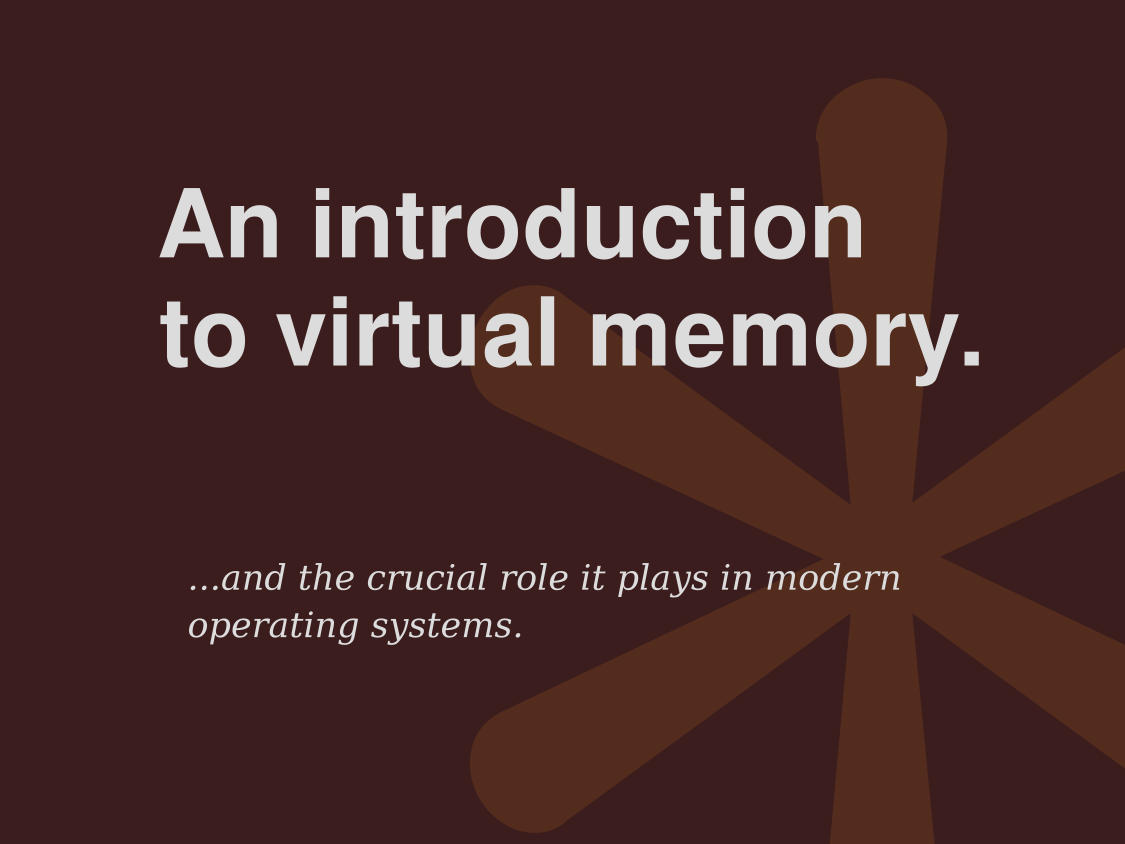 An introduction
to virtual memory.
...and the crucial role it plays in modern
operating systems.